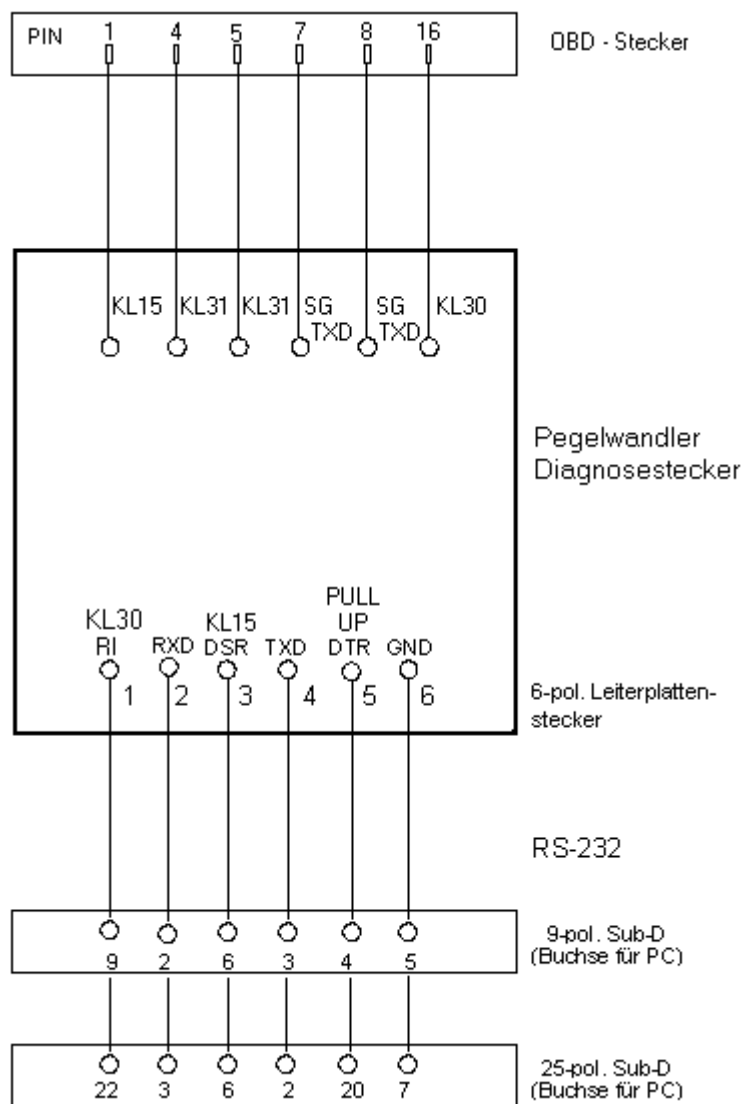 PIN 1 4 5 7 8 16
OBD - Stecker
KL15 KL31 KL31 SG TXD SG TXD KL30
Pegelwandler
Diagnosestecker
KL30
RI
RXD
KL15
DSR
TXD
PULL
UP
DTR
GND
1 2 3 4 5 6
6-pol. Leiterplatten-
stecker
RS-232
9 2 6 3 4 5
9-pol. Sub-D
(Buchse für PC)
22 3 6 2 20 7
25-pol. Sub-D
(Buchse für PC)